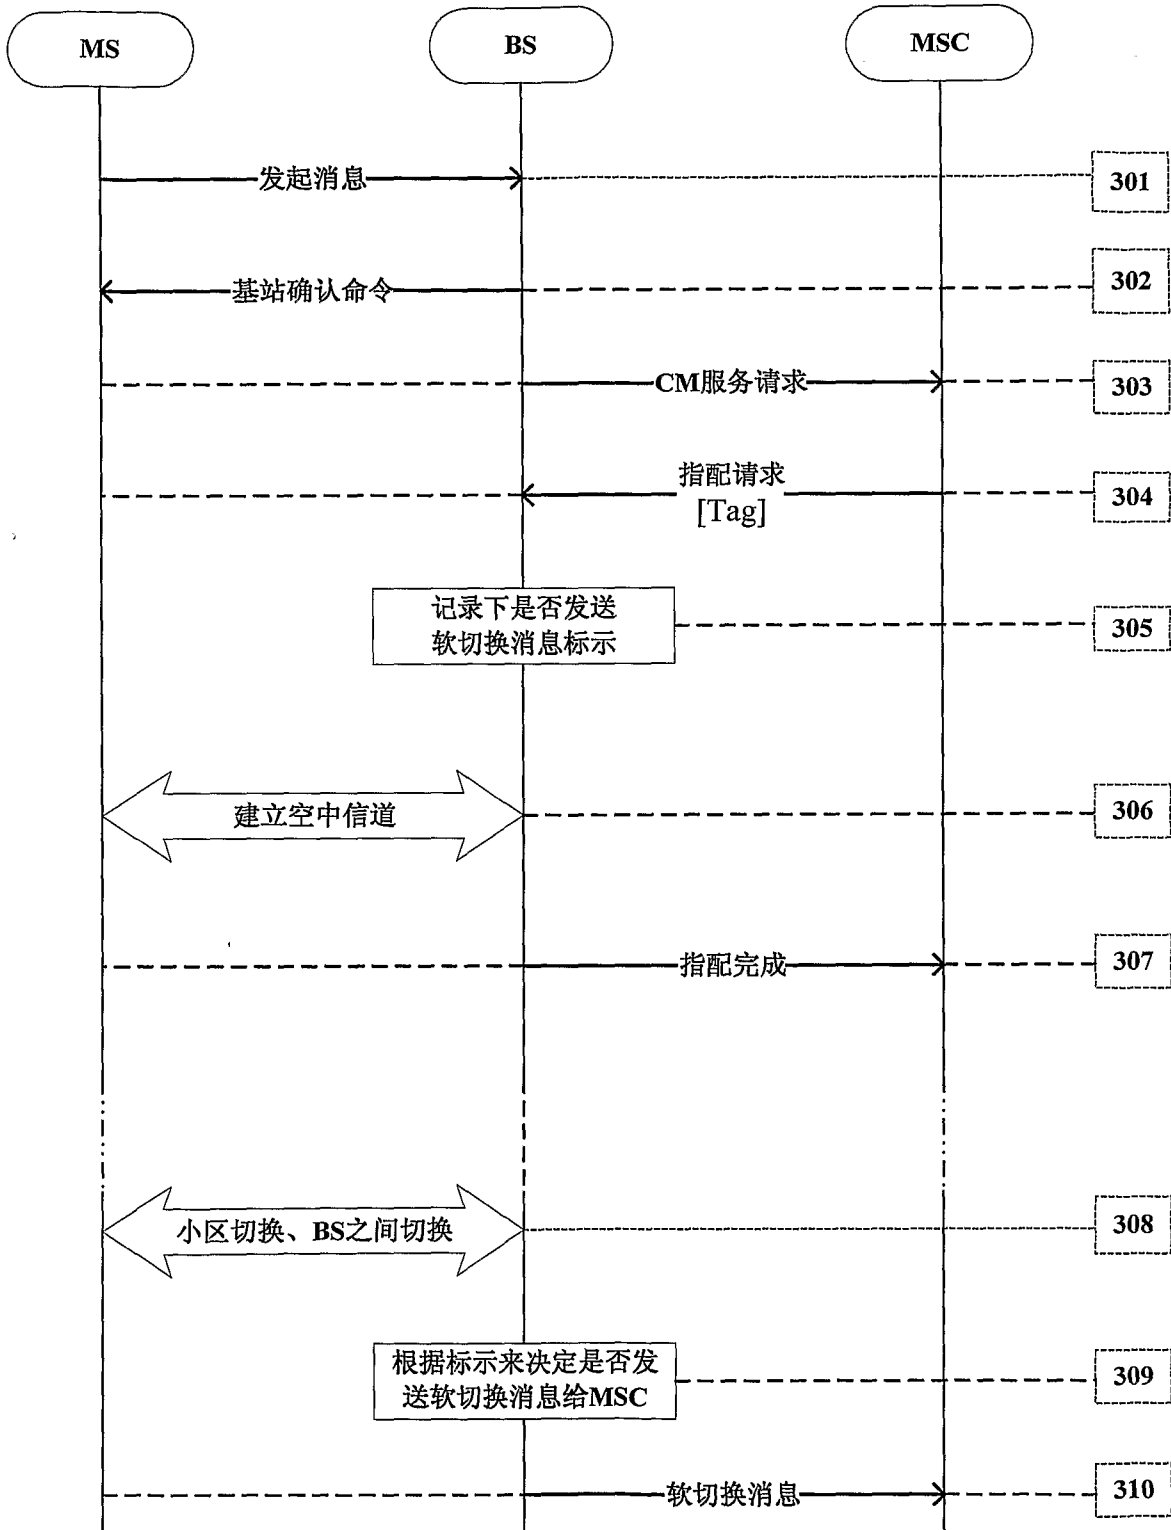 MS
BS
MSC
发起消息
301
基站确认命令
302
CM服务请求
303
指配请求
[Tag]
304
记录下是否发送
软切换消息标示
305
建立空中信道
306
指配完成
307
小区切换、BS之间切换
308
根据标示来决定是否发
送软切换消息给MSC
309
软切换消息
310